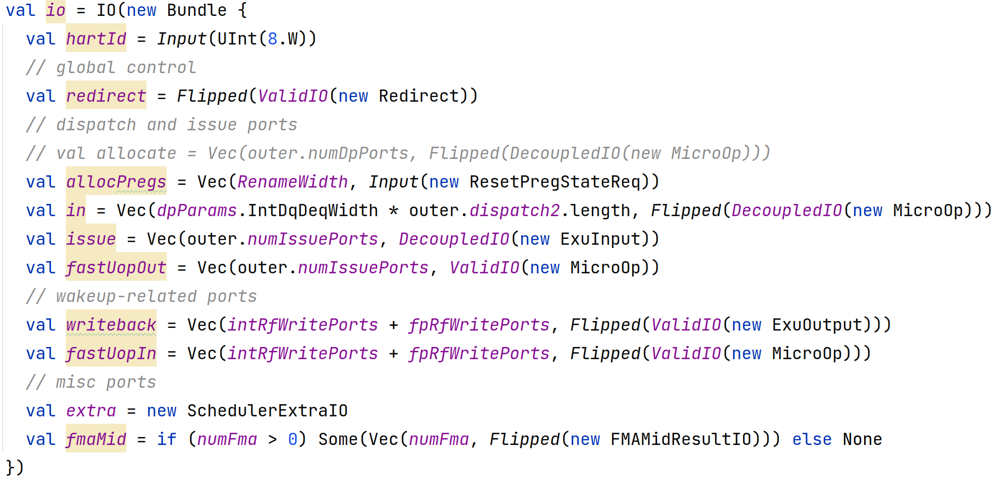 val io = IO(new Bundle {
  val hartId = Input(UInt(8.W))
  // global control
  val redirect = Flipped(ValidIO(new Redirect))
  // dispatch and issue ports
  // val allocate = Vec(outer.numDpPorts, Flipped(DecoupledIO(new MicroOp)))
  val allocPregs = Vec(RenameWidth, Input(new ResetPregStateReq))
  val in = Vec(dpParams.IntDqDeqWidth * outer.dispatch2.length, Flipped(DecoupledIO(new MicroOp)))
  val issue = Vec(outer.numIssuePorts, DecoupledIO(new ExuInput))
  val fastUopOut = Vec(outer.numIssuePorts, ValidIO(new MicroOp))
  // wakeup-related ports
  val writeback = Vec(intRfWritePorts + fpRfWritePorts, Flipped(ValidIO(new ExuOutput)))
  val fastUopIn = Vec(intRfWritePorts + fpRfWritePorts, Flipped(ValidIO(new MicroOp)))
  // misc ports
  val extra = new SchedulerExtraIO
  val fmaMid = if (numFma > 0) Some(Vec(numFma, Flipped(new FMAMidResultIO))) else None
})